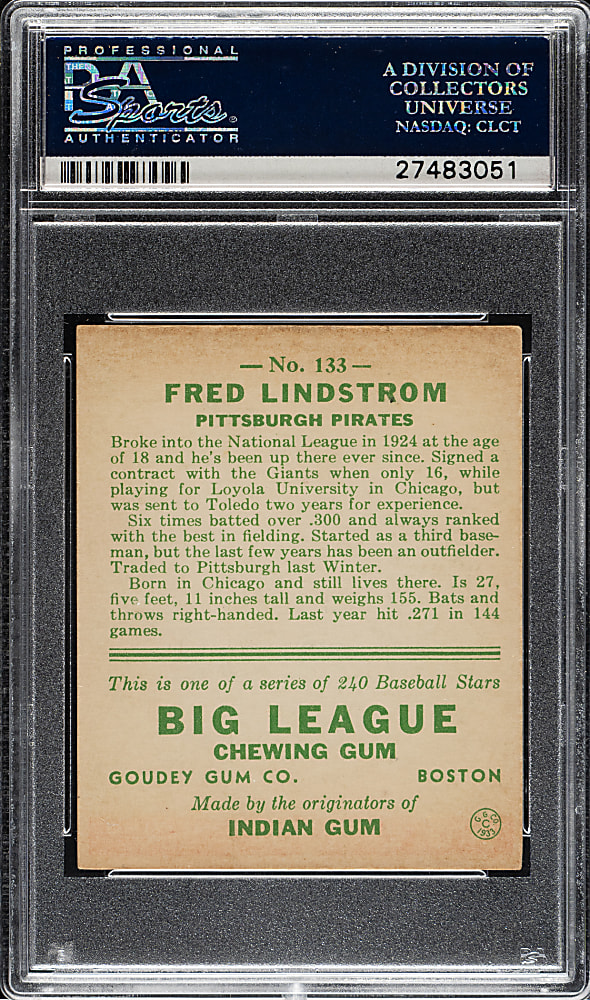 PROFESSIONAL
PSA
Sports®
AUTHENTICATOR
A DIVISION OF
COLLECTORS
UNIVERSE
NASDAQ: CLCT
27483051
— No. 133 —
FRED LINDSTROM
PITTSBURGH PIRATES
Broke into the National League in 1924 at the age
of 18 and he's been up there ever since. Signed a
contract with the Giants when only 16, while
playing for Loyola University in Chicago, but
was sent to Toledo two years for experience.
Six times batted over .300 and always ranked
with the best in fielding. Started as a third base-
man, but the last few years has been an outfielder.
Traded to Pittsburgh last Winter.
Born in Chicago and still lives there. Is 27,
five feet, 11 inches tall and weighs 155. Bats and
throws right-handed. Last year hit .271 in 144
games.
This is one of a series of 240 Baseball Stars
BIG LEAGUE
CHEWING GUM
GOUDEY GUM CO. BOSTON
Made by the originators of
INDIAN GUM
G. G. CO.
C
1933